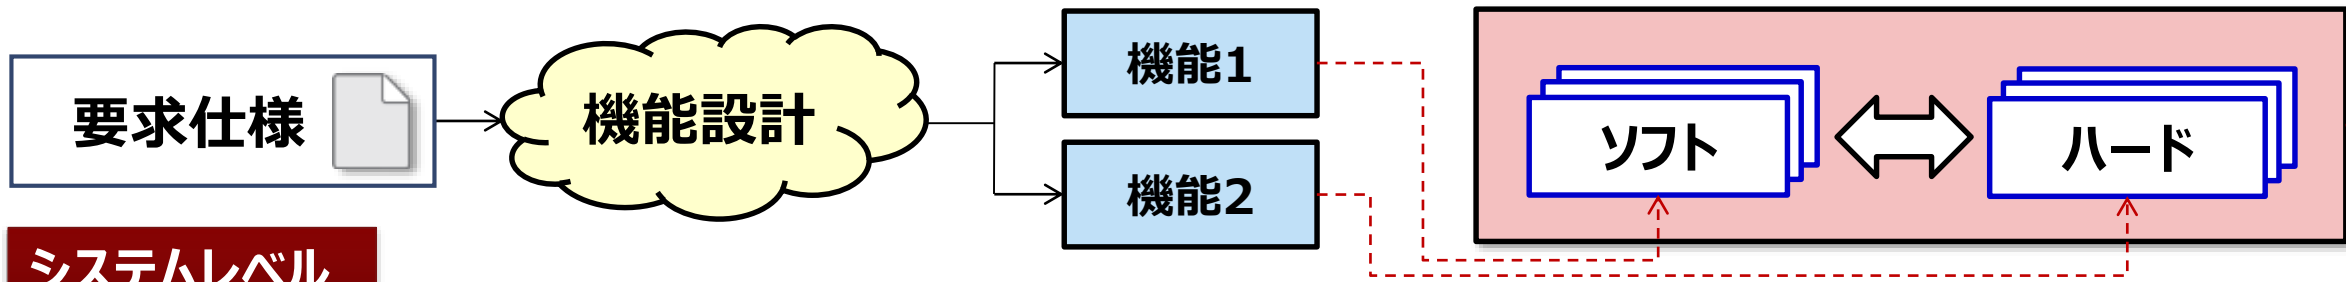 要求仕様
機能設計
機能1
機能2
ソフト
ハード
システムレベル